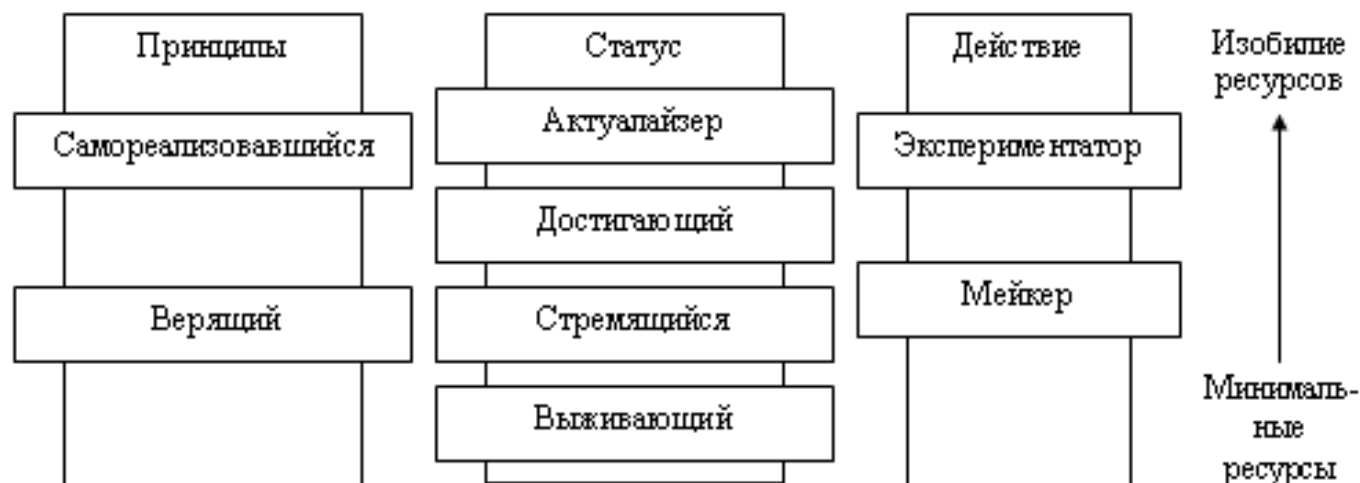 Принципы
Статус
Действие
Изобилие
ресурсов
Актуалайзер
Самореализовавшийся
Экспериментатор
Достигающий
Мейкер
Верящий
Стремящийся
Выживающий
Минималь-
ные
ресурсы